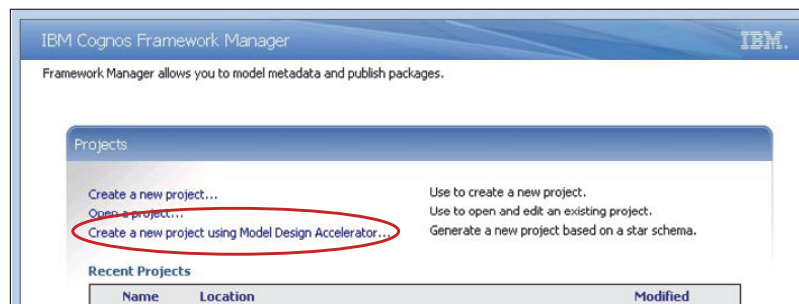 IBM Cognos Framework Manager
IBM.
Framework Manager allows you to model metadata and publish packages.
Projects
Create a new project... Use to create a new project.
Open a project... Use to open and edit an existing project.
Create a new project using Model Design Accelerator... Generate a new project based on a star schema.
Recent Projects
Name Location Modified